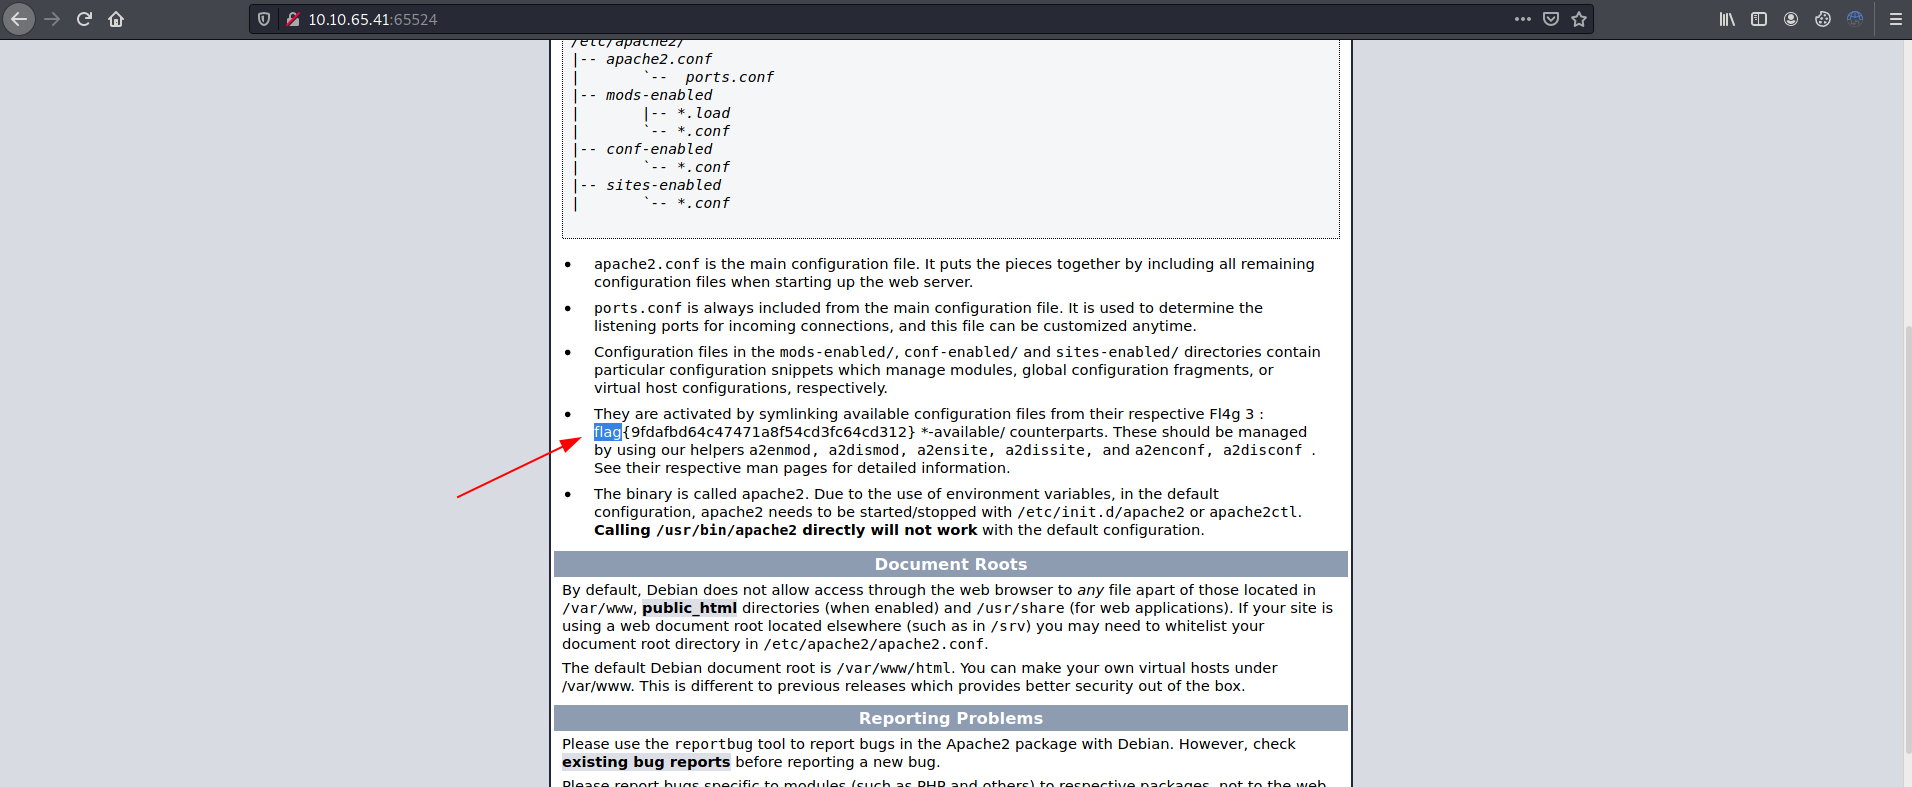 10.10.65.41:65524
/etc/apache2/
|-- apache2.conf
|       `--  ports.conf
|-- mods-enabled
|       |-- *.load
|       `-- *.conf
|-- conf-enabled
|       `-- *.conf
|-- sites-enabled
|       `-- *.conf
• apache2.conf is the main configuration file. It puts the pieces together by including all remaining
configuration files when starting up the web server.
• ports.conf is always included from the main configuration file. It is used to determine the
listening ports for incoming connections, and this file can be customized anytime.
• Configuration files in the mods-enabled/, conf-enabled/ and sites-enabled/ directories contain
particular configuration snippets which manage modules, global configuration fragments, or
virtual host configurations, respectively.
• They are activated by symlinking available configuration files from their respective Fl4g 3 :
flag{9fdafbd64c47471a8f54cd3fc64cd312} *-available/ counterparts. These should be managed
by using our helpers a2enmod, a2dismod, a2ensite, a2dissite, and a2enconf, a2disconf .
See their respective man pages for detailed information.
• The binary is called apache2. Due to the use of environment variables, in the default
configuration, apache2 needs to be started/stopped with /etc/init.d/apache2 or apache2ctl.
Calling /usr/bin/apache2 directly will not work with the default configuration.
Document Roots
By default, Debian does not allow access through the web browser to any file apart of those located in
/var/www, public_html directories (when enabled) and /usr/share (for web applications). If your site is
using a web document root located elsewhere (such as in /srv) you may need to whitelist your
document root directory in /etc/apache2/apache2.conf.
The default Debian document root is /var/www/html. You can make your own virtual hosts under
/var/www. This is different to previous releases which provides better security out of the box.
Reporting Problems
Please use the reportbug tool to report bugs in the Apache2 package with Debian. However, check
existing bug reports before reporting a new bug.
Please report bugs specific to modules (such as PHP and others) to respective packages, not to the web